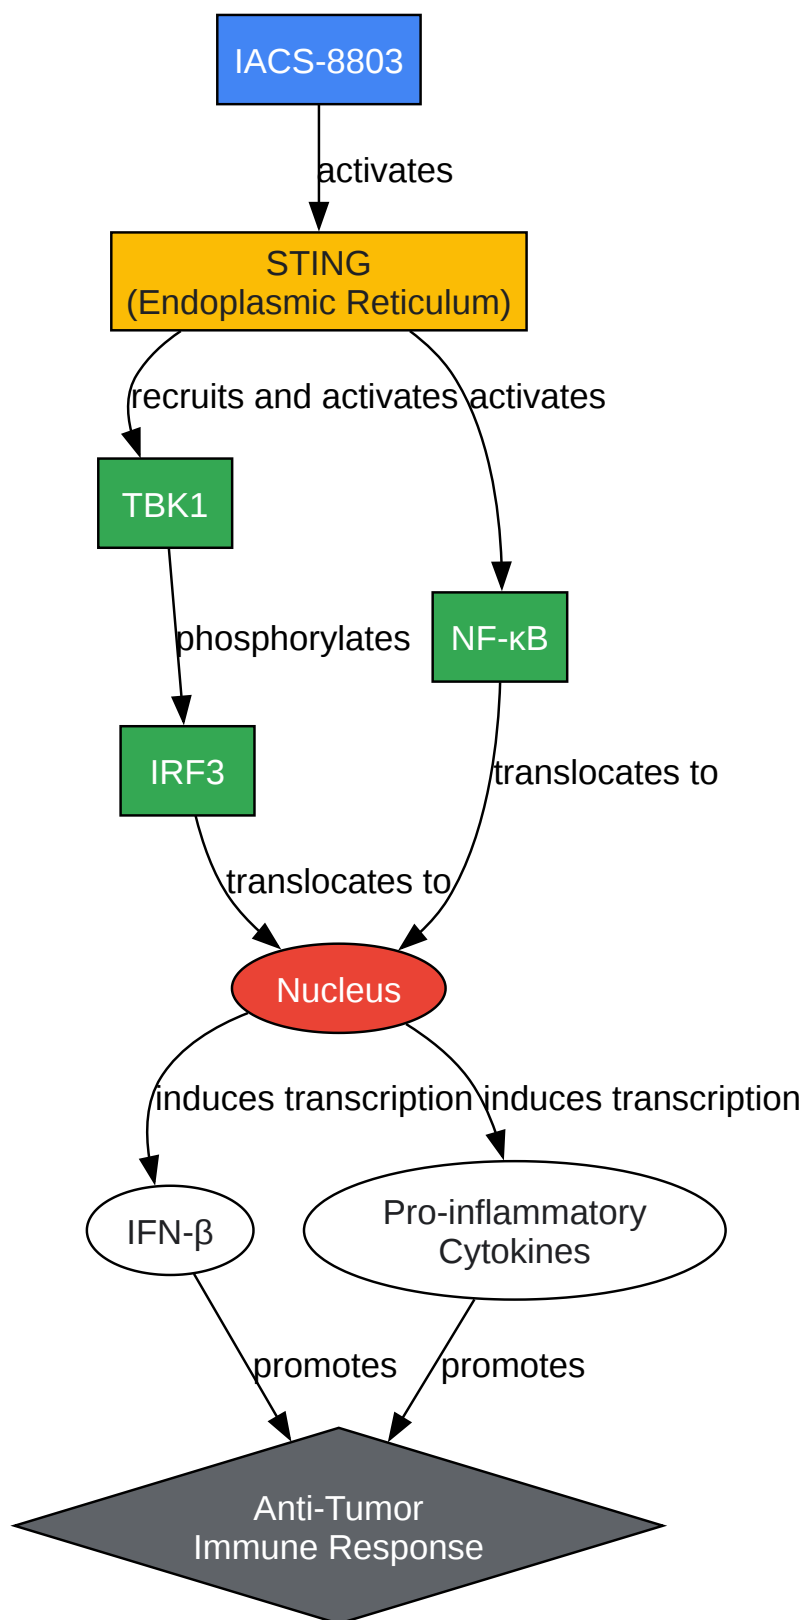 IACS-8803
activates
STING
(Endoplasmic Reticulum)
recruits and activates
activates
TBK1
phosphorylates
NF-κB
IRF3
translocates to
translocates to
Nucleus
induces transcription
induces transcription
IFN-β
Pro-inflammatory
Cytokines
promotes
promotes
Anti-Tumor
Immune Response